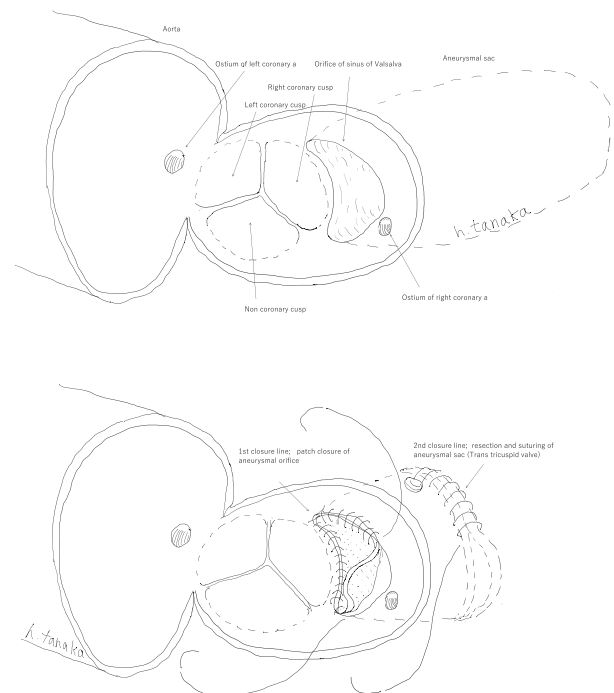 Aorta
Ostium of left coronary a
Orifice of sinus of Valsalva
Aneurysmal sac
Right coronary cusp
Left coronary cusp
h. tanaka
Ostium of right coronary a
Non coronary cusp
1st closure line; patch closure of
aneurysmal orifice
2nd closure line; resection and suturing of
aneurysmal sac (Trans tricuspid valve)
h. tanaka